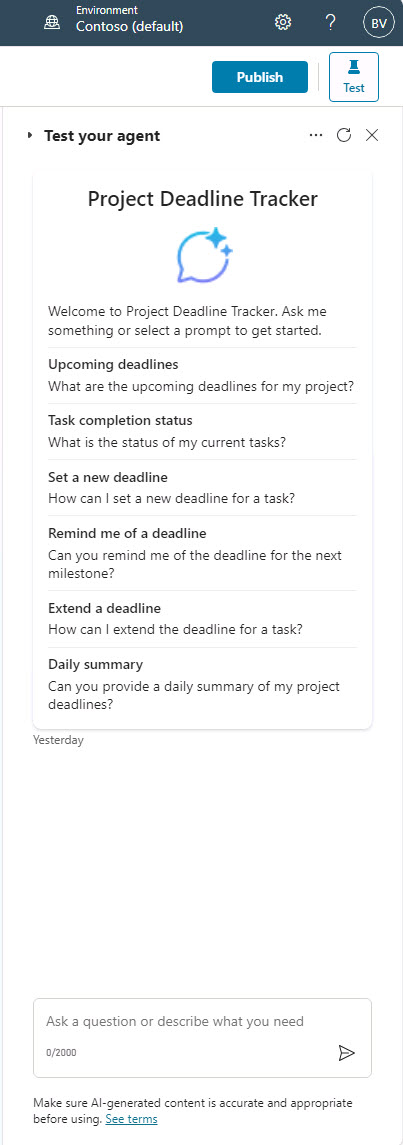 Environment
Contoso (default)
?
BV
Publish
Test
Test your agent
Project Deadline Tracker
Welcome to Project Deadline Tracker. Ask me
something or select a prompt to get started.
Upcoming deadlines
What are the upcoming deadlines for my project?
Task completion status
What is the status of my current tasks?
Set a new deadline
How can I set a new deadline for a task?
Remind me of a deadline
Can you remind me of the deadline for the next
milestone?
Extend a deadline
How can I extend the deadline for a task?
Daily summary
Can you provide a daily summary of my project
deadlines?
Yesterday
Ask a question or describe what you need
0/2000
Make sure AI-generated content is accurate and appropriate
before using. See terms